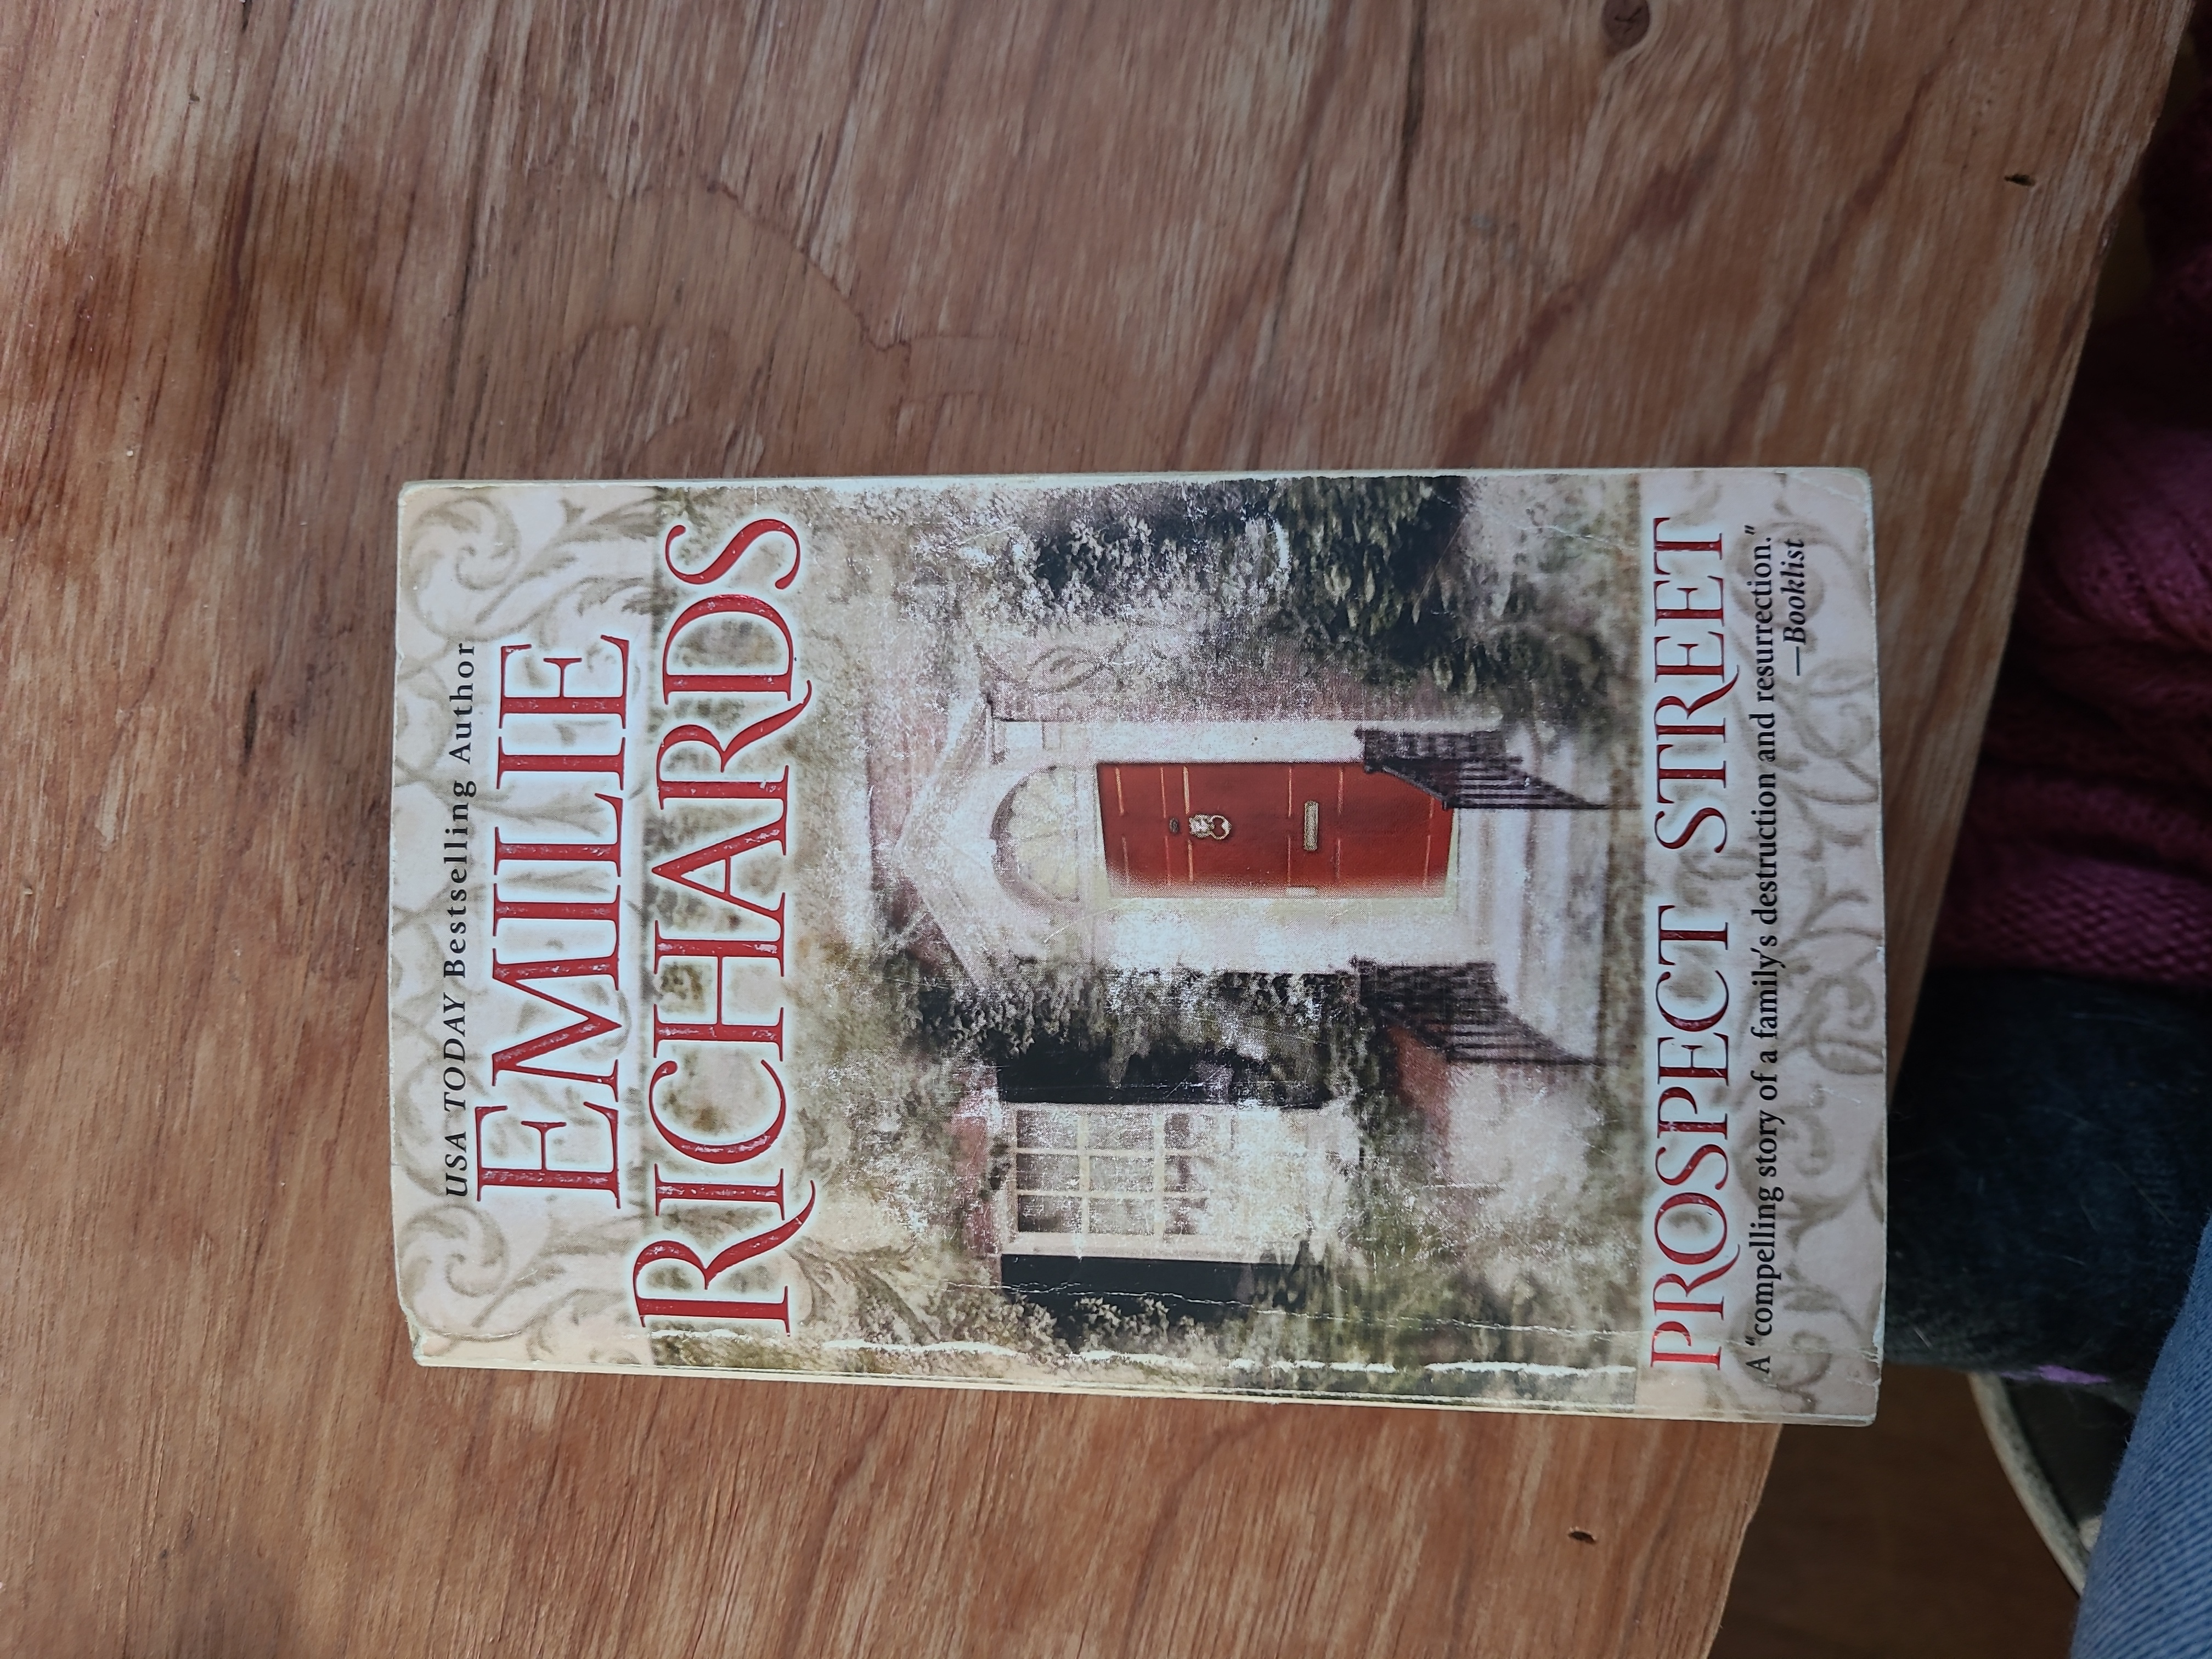 USA TODAY Bestselling Author
EMILIE
RICHARDS
PROSPECT STREET
A "compelling story of a family's destruction and resurrection."
—Booklist